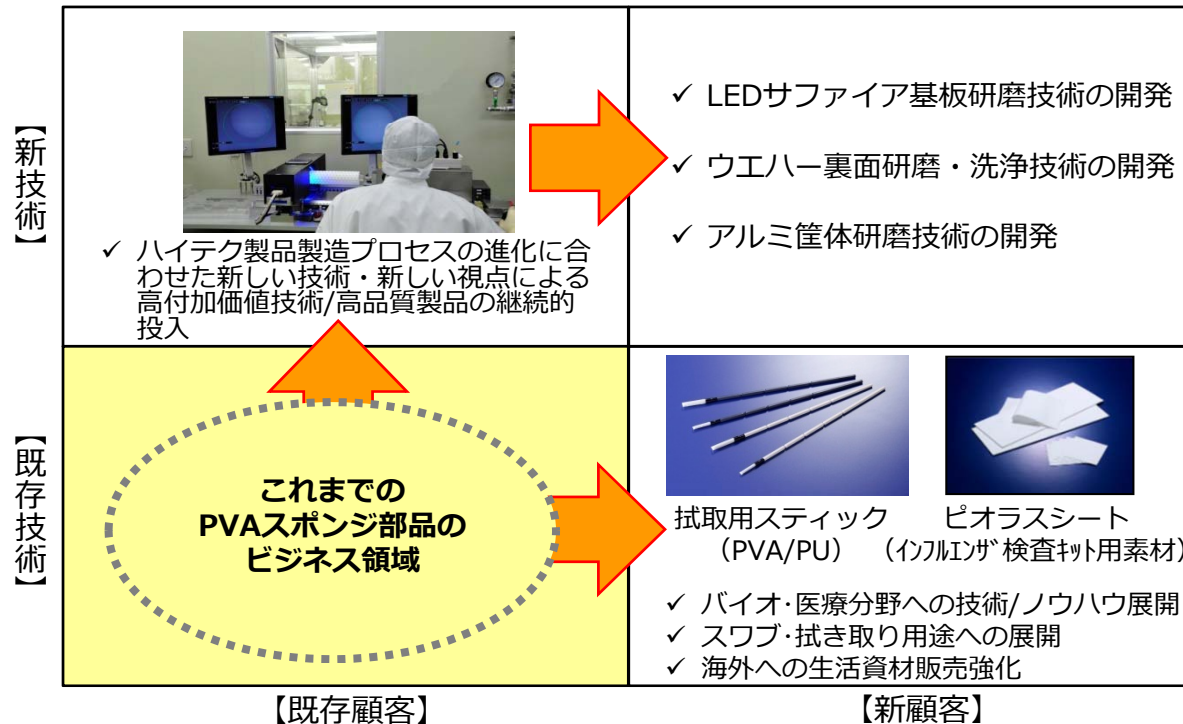 【新技術】
ハイテク製品製造プロセスの進化に合
わせた新しい技術・新しい視点による
高付加価値技術/高品質製品の継続的
投入
✓ LEDサファイア基板研磨技術の開発
✓ ウエハー裏面研磨・洗浄技術の開発
✓ アルミ筐体研磨技術の開発
【既存技術】
これまでの
PVAスポンジ部品の
ビジネス領域
拭取用スティック
（PVA/PU）
ピオラスシート
（ｲﾝﾌﾙｴﾝｻﾞ検査ｷｯﾄ用素材）
✓ バイオ･医療分野への技術/ノウハウ展開
✓ スワブ･拭き取り用途への展開
✓ 海外への生活資材販売強化
【既存顧客】
【新顧客】